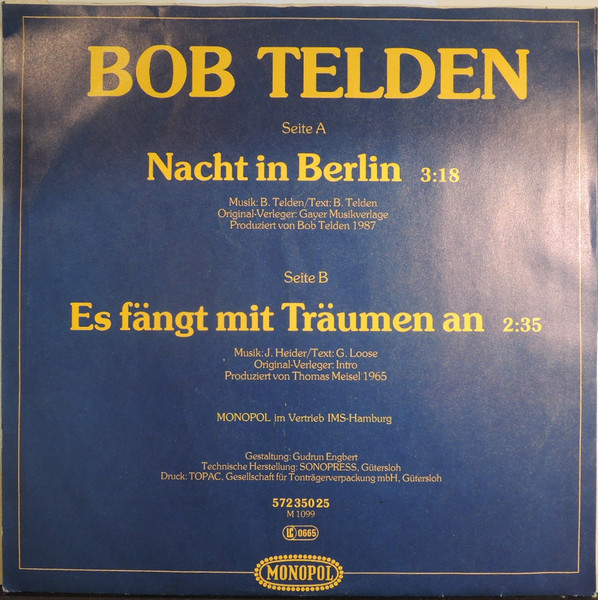 BOB TELDEN
Seite A
Nacht in Berlin 3:18
Musik: B. Telden/Text: B. Telden
Original-Verleger: Gayer Musikverlage
Produziert von Bob Telden 1987
Seite B
Es fängt mit Träumen an 2:35
Musik: J. Heider/Text: G. Loose
Original-Verleger: Intro
Produziert von Thomas Meisel 1965
MONOPOL im Vertrieb IMS-Hamburg
Gestaltung: Gudrun Engbert
Technische Herstellung: SONOPRESS, Gütersloh
Druck: TOPAC, Gesellschaft für Tonträgerverpackung mbH, Gütersloh
57235025
M 1099
LC 0665
MONOPOL